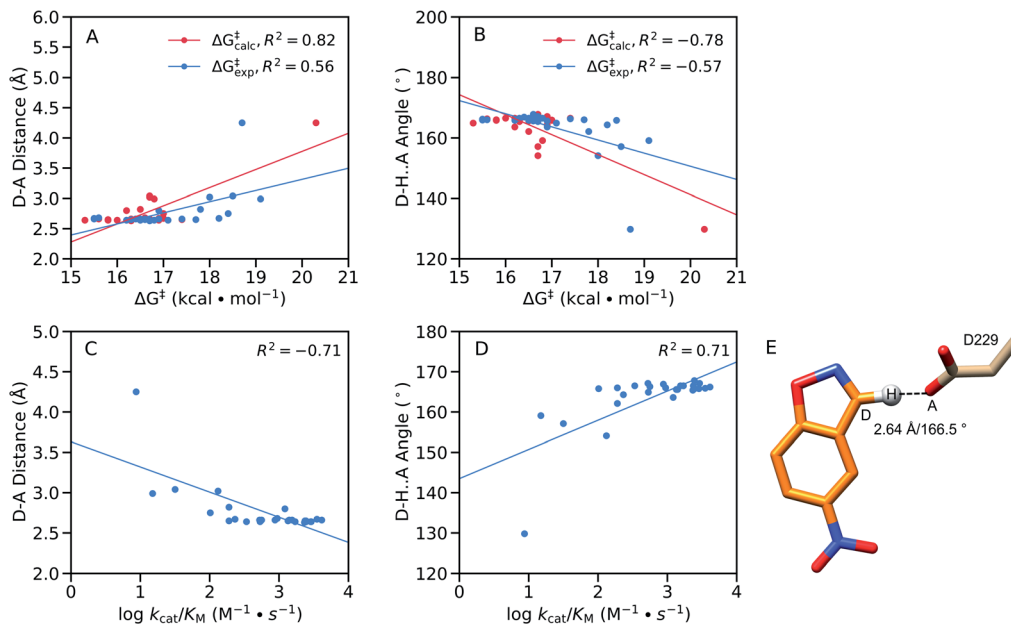 A
ΔG‡calc, R² = 0.82
ΔG‡exp, R² = 0.56
6.0
5.5
5.0
4.5
4.0
3.5
3.0
2.5
2.0
D-A Distance (Å)
15 16 17 18 19 20 21
ΔG‡ (kcal • mol⁻¹)
B
ΔG‡calc, R² = −0.78
ΔG‡exp, R² = −0.57
200
180
160
140
120
D-H..A Angle (°)
15 16 17 18 19 20 21
ΔG‡ (kcal • mol⁻¹)
C
R² = −0.71
5.0
4.5
4.0
3.5
3.0
2.5
2.0
D-A Distance (Å)
0 1 2 3 4
log kcat/KM (M⁻¹ • s⁻¹)
D
R² = 0.71
180
170
160
150
140
130
120
D-H..A Angle (°)
0 1 2 3 4
log kcat/KM (M⁻¹ • s⁻¹)
E
D229
H
D
A
2.64 Å/166.5 °